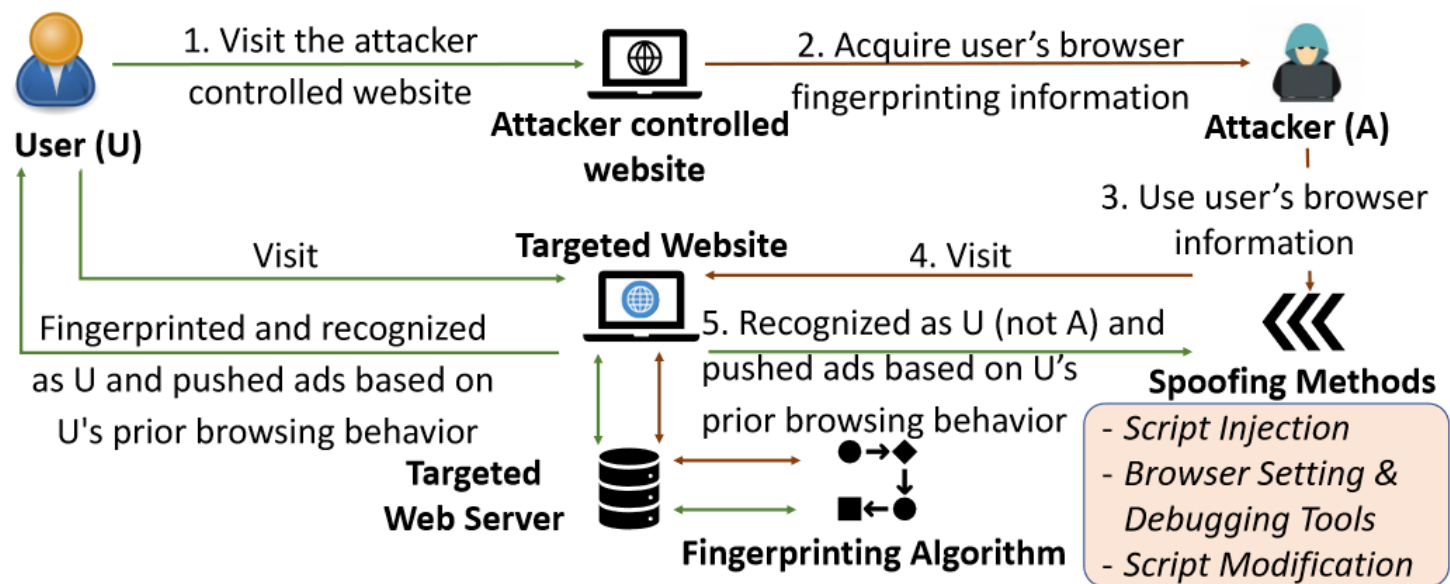 1. Visit the attacker
controlled website
2. Acquire user's browser
fingerprinting information
User (U)
Attacker controlled
website
Attacker (A)
3. Use user's browser
information
Visit
Targeted Website
4. Visit
Fingerprinted and recognized
as U and pushed ads based on
U's prior browsing behavior
5. Recognized as U (not A) and
pushed ads based on U's
prior browsing behavior
Spoofing Methods
- Script Injection
- Browser Setting &
Debugging Tools
- Script Modification
Targeted
Web Server
Fingerprinting Algorithm